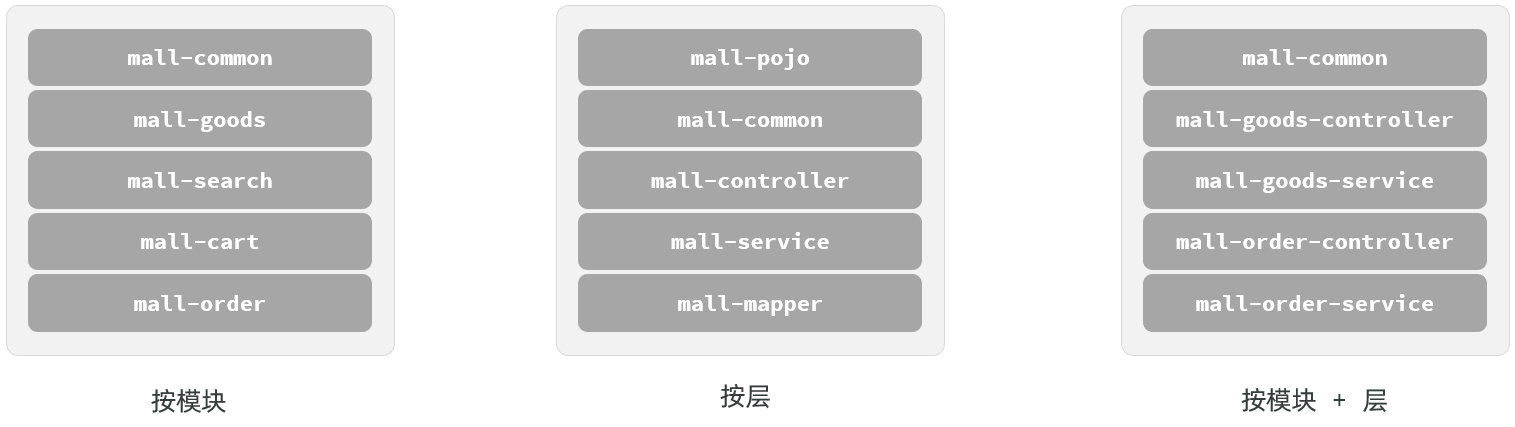 mall-common
mall-goods
mall-search
mall-cart
mall-order
按模块
mall-pojo
mall-common
mall-controller
mall-service
mall-mapper
按层
mall-common
mall-goods-controller
mall-goods-service
mall-order-controller
mall-order-service
按模块 + 层